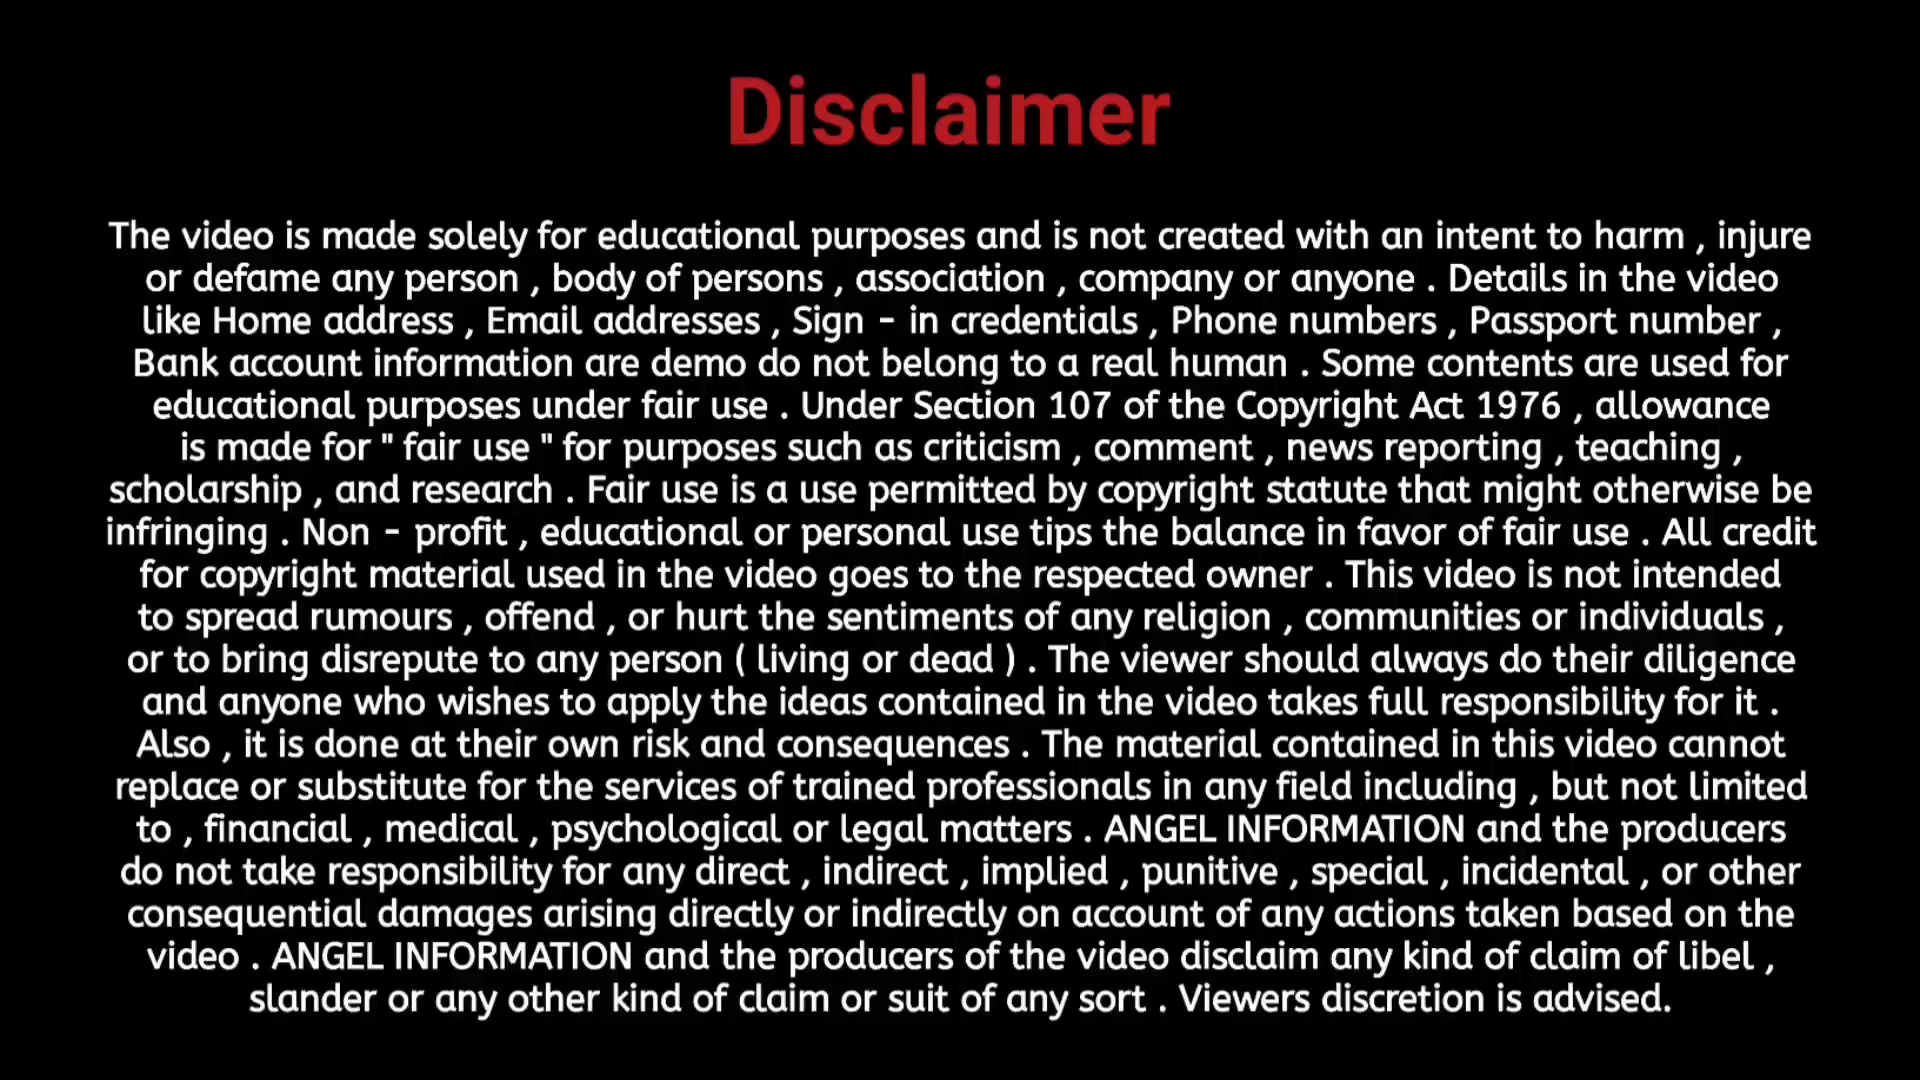 Disclaimer
The video is made solely for educational purposes and is not created with an intent to harm , injure
or defame any person , body of persons , association , company or anyone . Details in the video
like Home address , Email addresses , Sign - in credentials , Phone numbers , Passport number ,
Bank account information are demo do not belong to a real human . Some contents are used for
educational purposes under fair use . Under Section 107 of the Copyright Act 1976 , allowance
is made for " fair use " for purposes such as criticism , comment , news reporting , teaching ,
scholarship , and research . Fair use is a use permitted by copyright statute that might otherwise be
infringing . Non - profit , educational or personal use tips the balance in favor of fair use . All credit
for copyright material used in the video goes to the respected owner . This video is not intended
to spread rumours , offend , or hurt the sentiments of any religion , communities or individuals ,
or to bring disrepute to any person ( living or dead ) . The viewer should always do their diligence
and anyone who wishes to apply the ideas contained in the video takes full responsibility for it .
Also , it is done at their own risk and consequences . The material contained in this video cannot
replace or substitute for the services of trained professionals in any field including , but not limited
to , financial , medical , psychological or legal matters . ANGEL INFORMATION and the producers
do not take responsibility for any direct , indirect , implied , punitive , special , incidental , or other
consequential damages arising directly or indirectly on account of any actions taken based on the
video . ANGEL INFORMATION and the producers of the video disclaim any kind of claim of libel ,
slander or any other kind of claim or suit of any sort . Viewers discretion is advised.